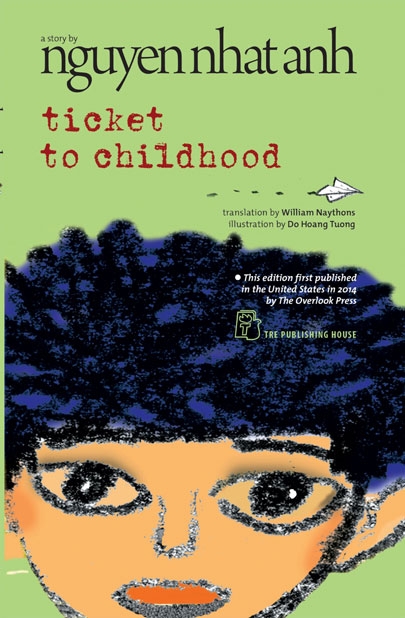 a story by
nguyen nhat anh
ticket
to childhood
translation by William Naythons
illustration by Do Hoang Tuong
• This edition first published
in the United States in 2014
by The Overlook Press
TRE PUBLISHING HOUSE